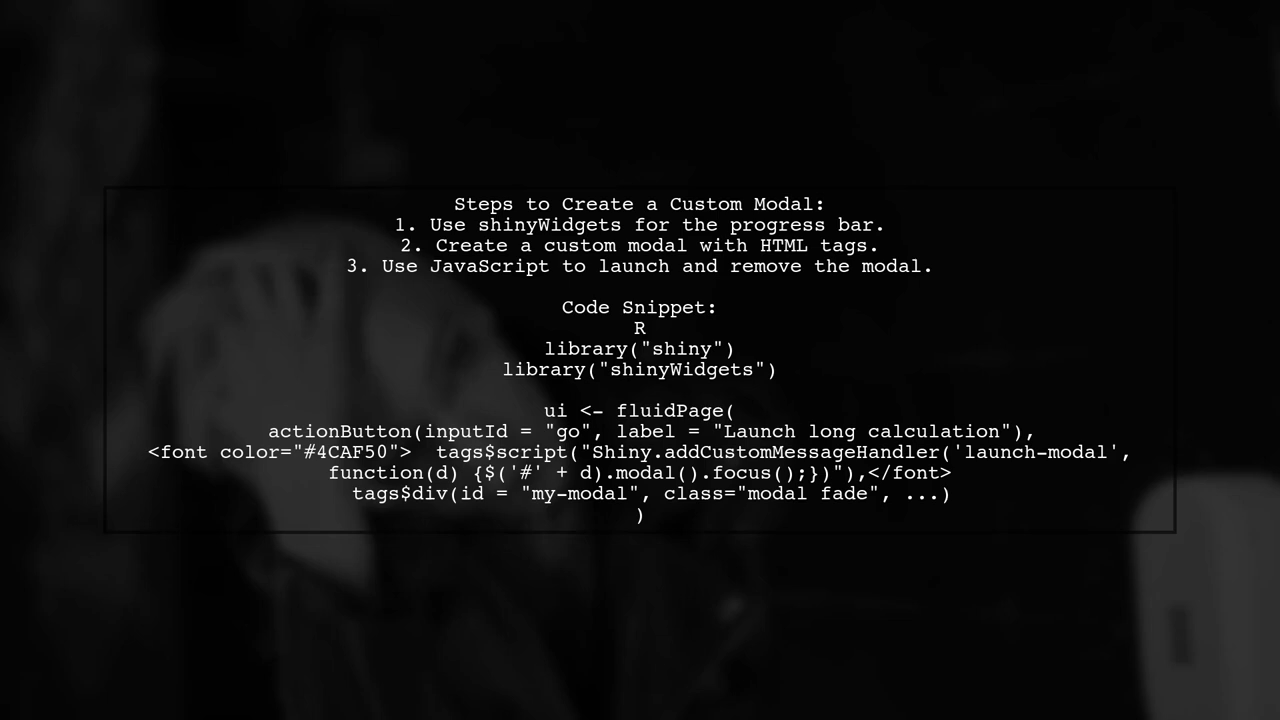 Steps to Create a Custom Modal:
1. Use shinyWidgets for the progress bar.
2. Create a custom modal with HTML tags.
3. Use JavaScript to launch and remove the modal.
Code Snippet:
R
library("shiny")
library("shinyWidgets")
ui <- fluidPage(
actionButton(inputId = "go", label = "Launch long calculation"),
<font color="#4CAF50">  tags$script("Shiny.addCustomMessageHandler('launch-modal',
function(d) {$('#' + d).modal().focus();})"),</font>
tags$div(id = "my-modal", class="modal fade", ...)
)